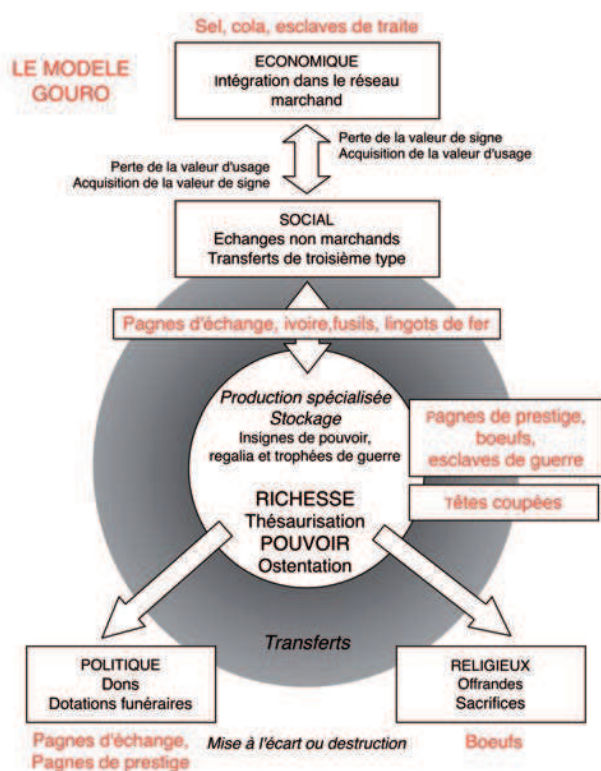 Sel, cola, esclaves de traite
LE MODELE
GOURO
ECONOMIQUE
Intégration dans le réseau
marchand
Perte de la valeur de signe
Acquisition de la valeur d'usage
Perte de la valeur d'usage
Acquisition de la valeur de signe
SOCIAL
Echanges non marchands
Transferts de troisième type
Pagnes d'échange, ivoire,fusils, lingots de fer
Production spécialisée
Stockage
Insignes de pouvoir,
regalia et trophées de guerre
Pagnes de prestige,
boeufs,
esclaves de guerre
Têtes coupées
RICHESSE
Thésaurisation
POUVOIR
Ostentation
Transferts
POLITIQUE
Dons
Dotations funéraires
RELIGIEUX
Offrandes
Sacrifices
Pagnes d'échange,
Pagnes de prestige
Mise à l'écart ou destruction
Boeufs